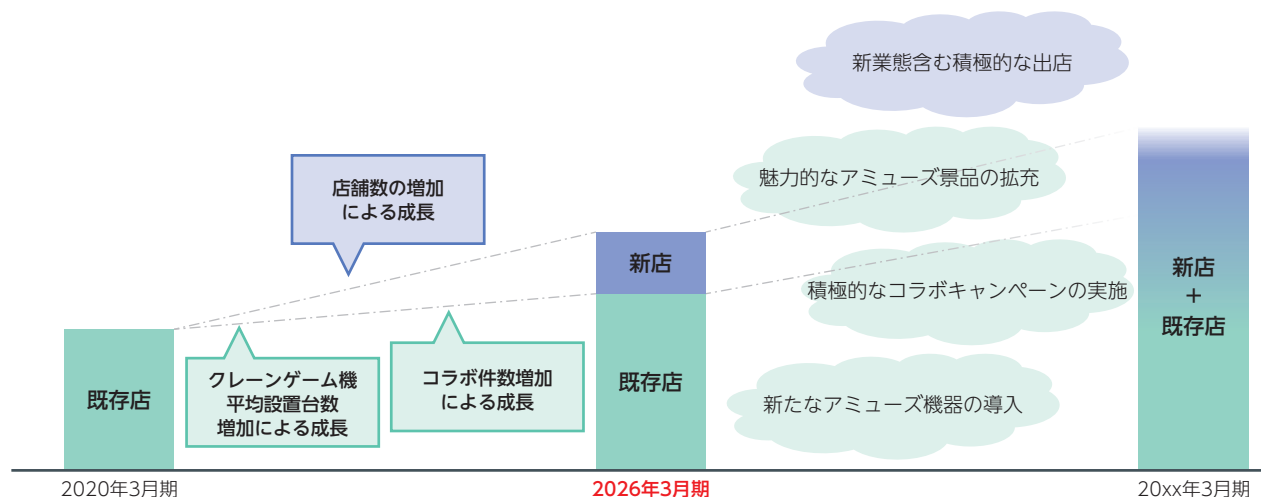 新業態含む積極的な出店
魅力的なアミューズ景品の拡充
店舗数の増加
による成長
新店
積極的なコラボキャンペーンの実施
新店
+
既存店
クレーンゲーム機
平均設置台数
増加による成長
コラボ件数増加
による成長
既存店
既存店
新たなアミューズ機器の導入
2020年3月期
2026年3月期
20xx年3月期